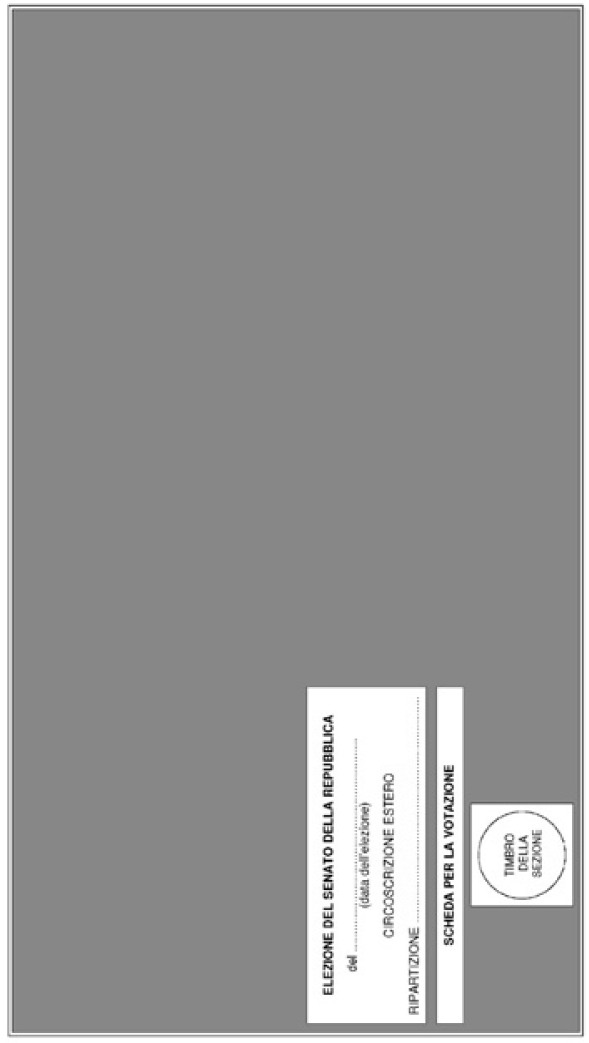 ELEZIONE DEL SENATO DELLA REPUBBLICA
del ..........................................................
(data dell'elezione)
CIRCOSCRIZIONE ESTERO
RIPARTIZIONE ..........................................................
SCHEDA PER LA VOTAZIONE
TIMBRO
DELLA
SEZIONE